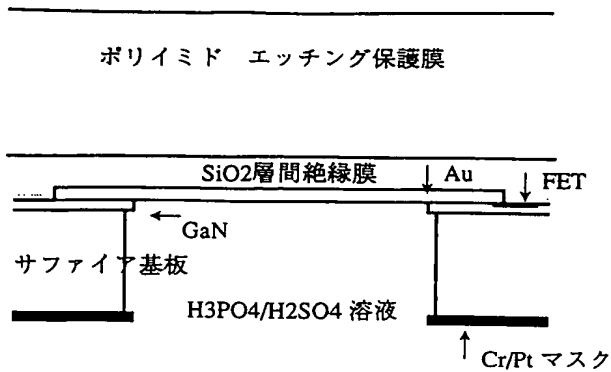 ポリイミド エッチング保護膜
SiO2層間絶縁膜
Au
FET
GaN
サファイア基板
H3PO4/H2SO4 溶液
Cr/Pt マスク